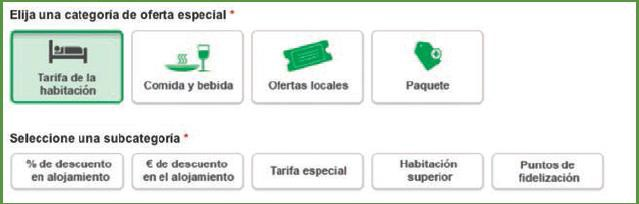 Elija una categoría de oferta especial *
Tarifa de la
habitación
Comida y bebida
Ofertas locales
Paquete
Seleccione una subcategoría *
% de descuento
en alojamiento
€ de descuento
en el alojamiento
Tarifa especial
Habitación
superior
Puntos de
fidelización